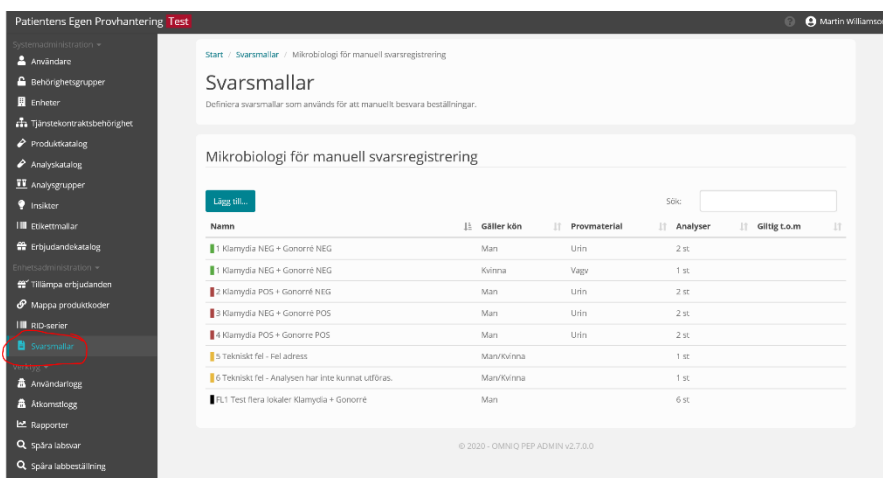 Patientens Egen Provhantering Test
Martin Williamson
Systemadministration
Användare
Behörighetsgrupper
Enheter
Tjänstekontraktsbehörighet
Produktkatalog
Analyskatalog
Analysgrupper
Insikter
Etikettmallar
Erbjudandekatalog
Enhetsadministration
Tillämpa erbjudanden
Mappa produktkoder
RID-serier
Svarsmallar
Verktyg
Användarlogg
Åtkomstlogg
Rapporter
Spåra labsvar
Spåra labbeställning
Start / Svarsmallar / Mikrobiologi för manuell svarsregistrering
Svarsmallar
Definiera svarsmallar som används för att manuellt besvara beställningar.
Mikrobiologi för manuell svarsregistrering
Lägg till...
Sök:
Namn Gäller kön Provmaterial Analyser Giltig t.o.m
1 Klamydia NEG + Gonorré NEG Man Urin 2 st
1 Klamydia NEG + Gonorré NEG Kvinna Vagv 1 st
2 Klamydia POS + Gonorré NEG Man Urin 2 st
3 Klamydia NEG + Gonorré POS Man Urin 2 st
4 Klamydia POS + Gonorre POS Man Urin 2 st
5 Tekniskt fel - Fel adress Man/Kvinna 1 st
6 Tekniskt fel - Analysen har inte kunnat utföras. Man/Kvinna 1 st
FL1 Test flera lokaler Klamydia + Gonorré Man 6 st
© 2020 - OMNIQ PEP ADMIN v2.7.0.0